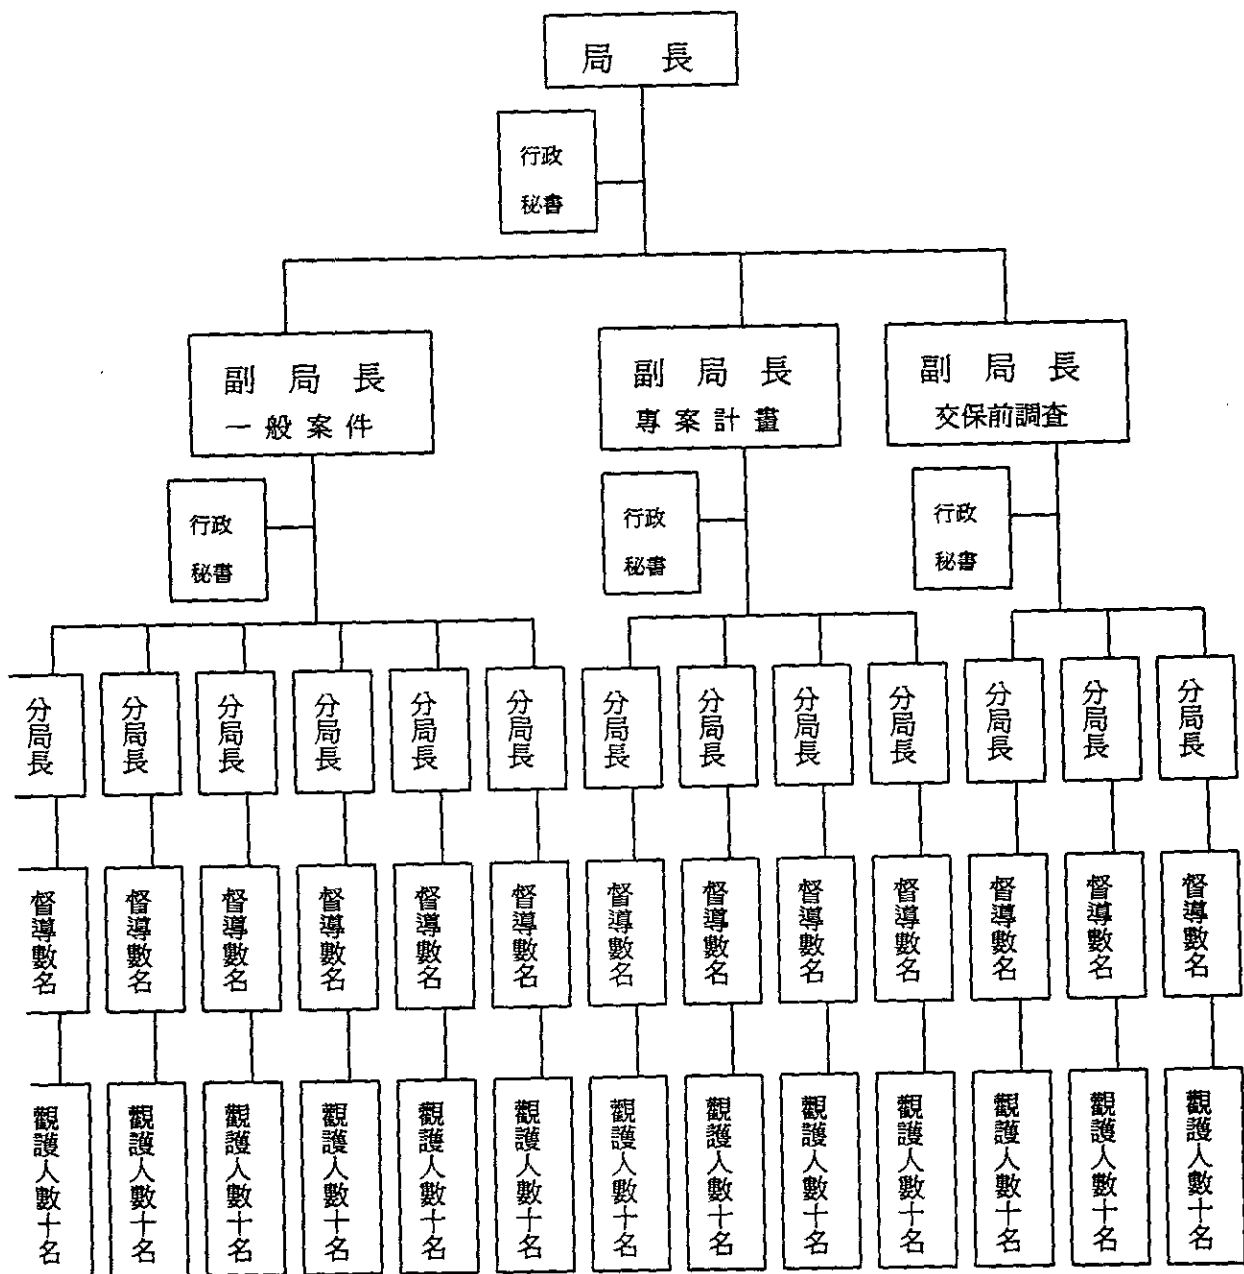 局長
行政
秘書
副局長
一般案件
副局長
專案計畫
副局長
交保前調查
行政
秘書
行政
秘書
行政
秘書
分局長
分局長
分局長
分局長
分局長
分局長
分局長
分局長
分局長
分局長
分局長
分局長
分局長
督導數名
督導數名
督導數名
督導數名
督導數名
督導數名
督導數名
督導數名
督導數名
督導數名
督導數名
督導數名
督導數名
觀護人數十名
觀護人數十名
觀護人數十名
觀護人數十名
觀護人數十名
觀護人數十名
觀護人數十名
觀護人數十名
觀護人數十名
觀護人數十名
觀護人數十名
觀護人數十名
觀護人數十名